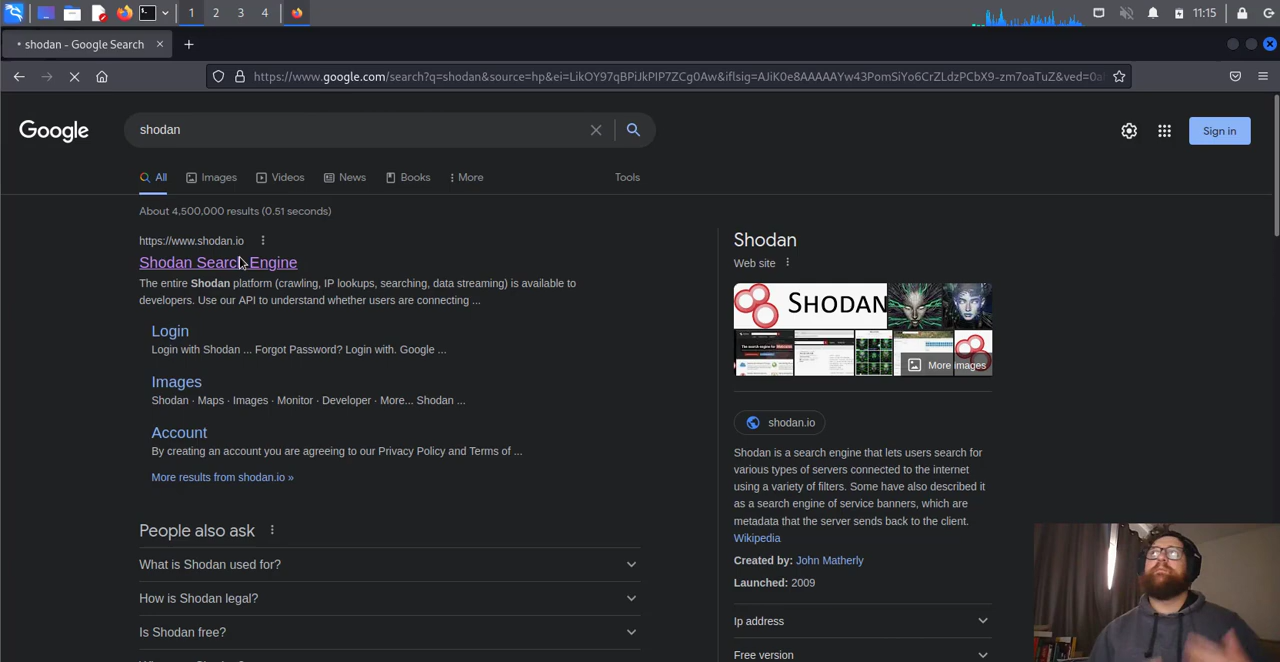 1 2 3 4 11:15
shodan - Google Search
https://www.google.com/search?q=shodan&source=hp&ei=LikOY97qBPiJkPIP7ZCg0Aw&iflsig=AJiK0e8AAAAAYw43PomSiYo6CrZLdzPCbX9-zm7oaTuZ&ved=0a
Google shodan Sign in
All Images Videos News Books More Tools
About 4,500,000 results (0.51 seconds)
https://www.shodan.io
Shodan Search Engine
The entire Shodan platform (crawling, IP lookups, searching, data streaming) is available to
developers. Use our API to understand whether users are connecting ...
Login
Login with Shodan ... Forgot Password? Login with. Google ...
Images
Shodan · Maps · Images · Monitor · Developer · More... Shodan ...
Account
By creating an account you are agreeing to our Privacy Policy and Terms of ...
More results from shodan.io »
People also ask
What is Shodan used for?
How is Shodan legal?
Is Shodan free?
Shodan
Web site
SHODAN
More images
shodan.io
Shodan is a search engine that lets users search for
various types of servers connected to the internet
using a variety of filters. Some have also described it
as a search engine of service banners, which are
metadata that the server sends back to the client.
Wikipedia
Created by: John Matherly
Launched: 2009
Ip address
Free version